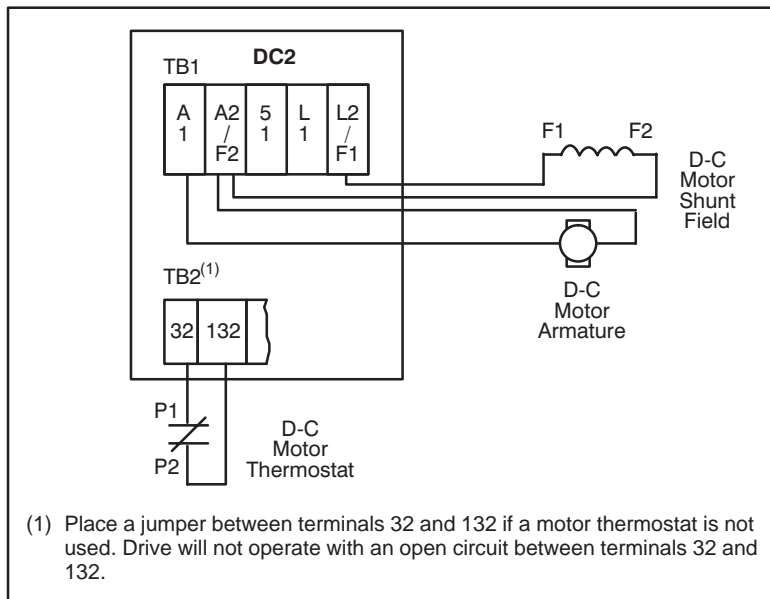 DC2
TB1
A
1
A2
/
F2
5
1
L
1
L2
/
F1
F1
F2
D-C
Motor
Shunt
Field
D-C
Motor
Armature
TB2(1)
32
132
P1
P2
D-C
Motor
Thermostat
(1) Place a jumper between terminals 32 and 132 if a motor thermostat is not
used. Drive will not operate with an open circuit between terminals 32 and
132.